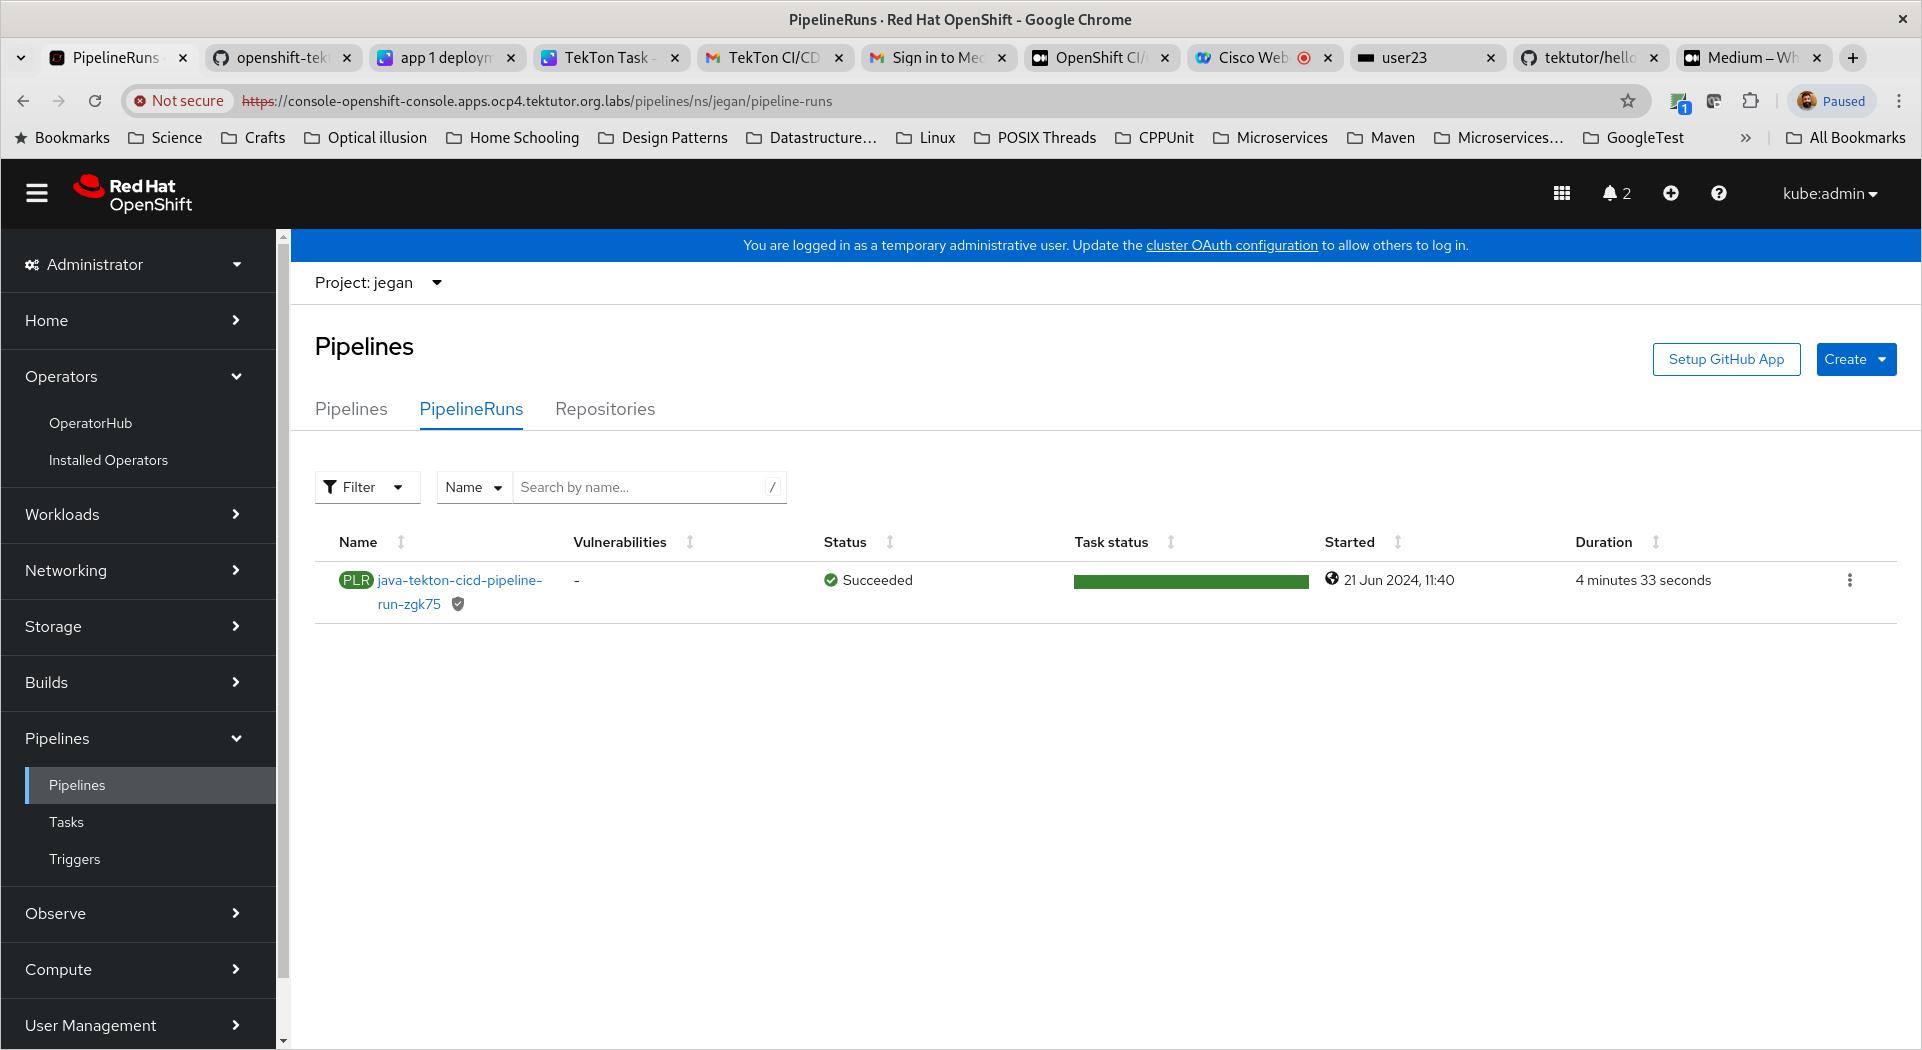 PipelineRuns · Red Hat OpenShift - Google Chrome
PipelineRuns
openshift-tek
app 1 deploym
TekTon Task -
TekTon CI/CD
Sign in to Med
OpenShift CI/
Cisco Web
user23
tektutor/hello
Medium – Wh
Not secure
https://console-openshift-console.apps.ocp4.tektutor.org.labs/pipelines/ns/jegan/pipeline-runs
1
Paused
Bookmarks
Science
Crafts
Optical illusion
Home Schooling
Design Patterns
Datastructure...
Linux
POSIX Threads
CPPUnit
Microservices
Maven
Microservices...
GoogleTest
»
All Bookmarks
Red Hat
OpenShift
2
kube:admin
You are logged in as a temporary administrative user. Update the cluster OAuth configuration to allow others to log in.
Administrator
Home
Operators
OperatorHub
Installed Operators
Workloads
Networking
Storage
Builds
Pipelines
Pipelines
Tasks
Triggers
Observe
Compute
User Management
Project: jegan
Pipelines
Setup GitHub App
Create
Pipelines
PipelineRuns
Repositories
Filter
Name
Search by name...
/
Name
Vulnerabilities
Status
Task status
Started
Duration
PLR java-tekton-cicd-pipeline-
run-zgk75
-
Succeeded
21 Jun 2024, 11:40
4 minutes 33 seconds